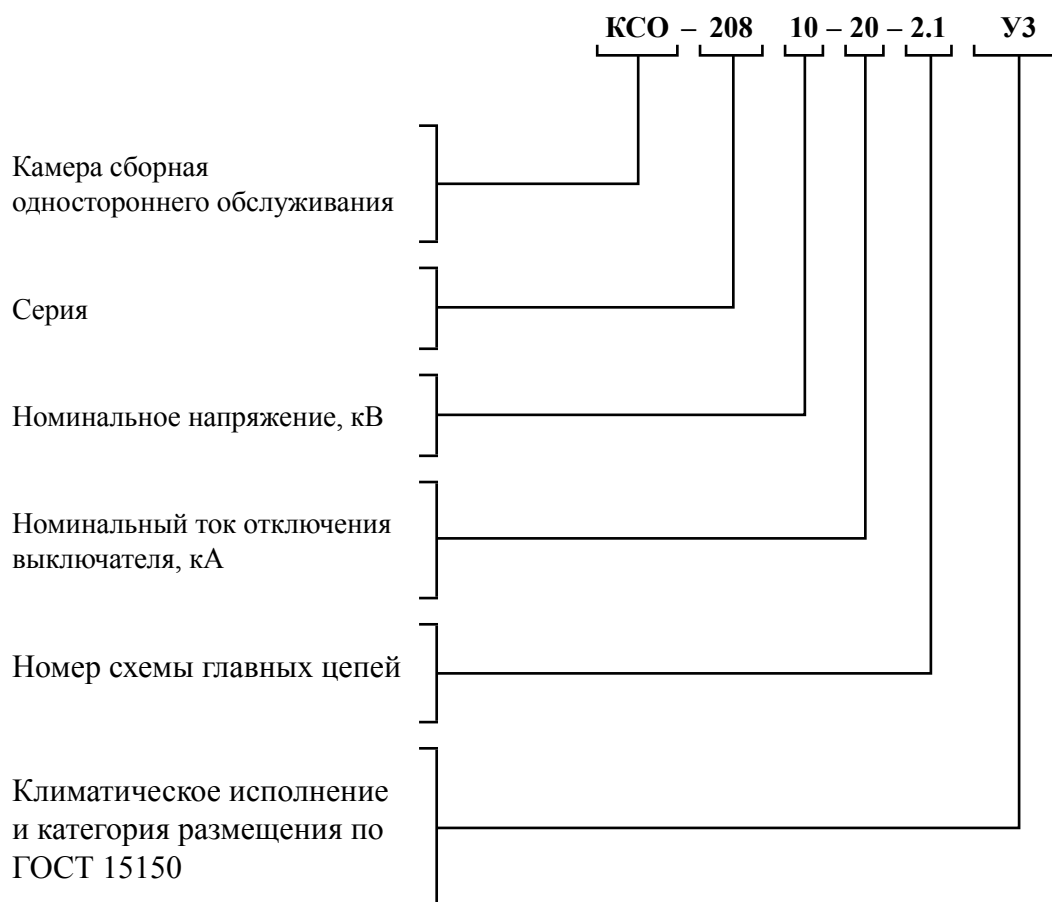 КСО – 208 10 – 20 – 2.1 У3
Камера сборная
одностороннего обслуживания
Серия
Номинальное напряжение, кВ
Номинальный ток отключения
выключателя, кА
Номер схемы главных цепей
Климатическое исполнение
и категория размещения по
ГОСТ 15150